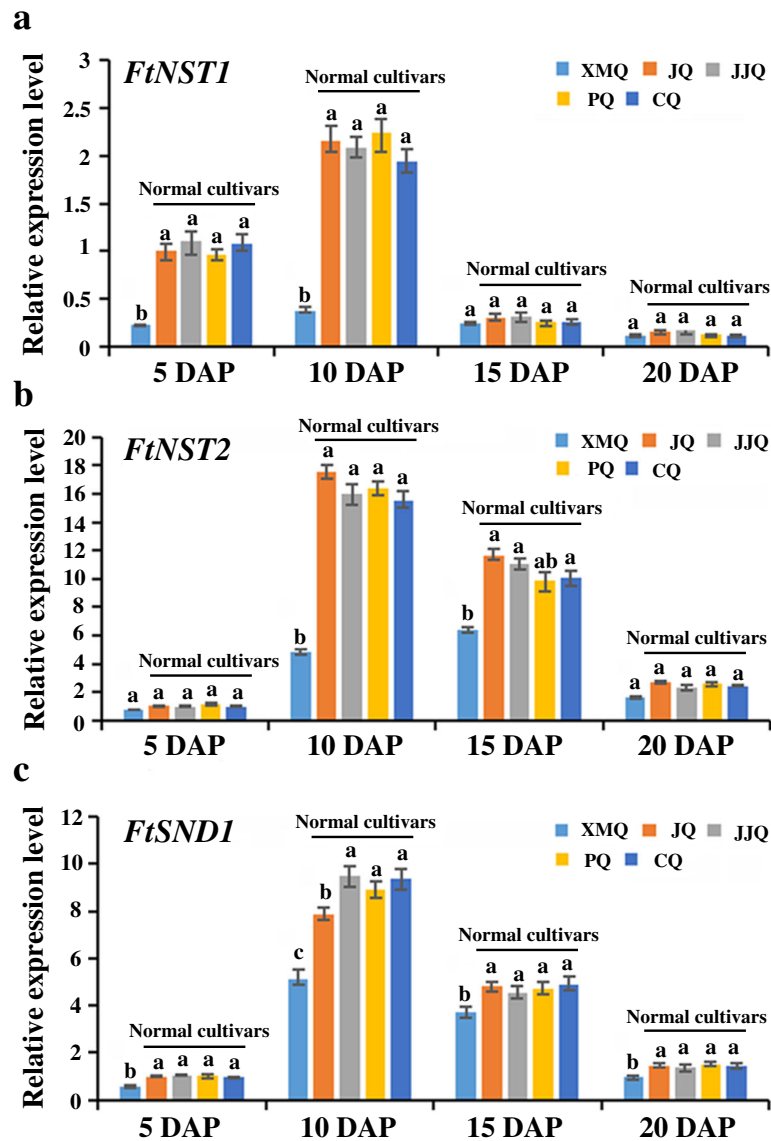 a
FtNST1
Relative expression level
3
2.5
2
1.5
1
0.5
0
XMQ JQ JJQ
PQ CQ
Normal cultivars
b a a a a
Normal cultivars
b a a a a
Normal cultivars
a a a a a
Normal cultivars
a a a a a
5 DAP 10 DAP 15 DAP 20 DAP
b
FtNST2
Relative expression level
20
18
16
14
12
10
8
6
4
2
0
XMQ JQ JJQ
PQ CQ
Normal cultivars
a a a a a
Normal cultivars
b a a a a
Normal cultivars
b a a ab a
Normal cultivars
a a a a a
5 DAP 10 DAP 15 DAP 20 DAP
c
FtSND1
Relative expression level
12
10
8
6
4
2
0
XMQ JQ JJQ
PQ CQ
Normal cultivars
b a a a a
Normal cultivars
c b a a a
Normal cultivars
b a a a a
Normal cultivars
b a a a a
5 DAP 10 DAP 15 DAP 20 DAP